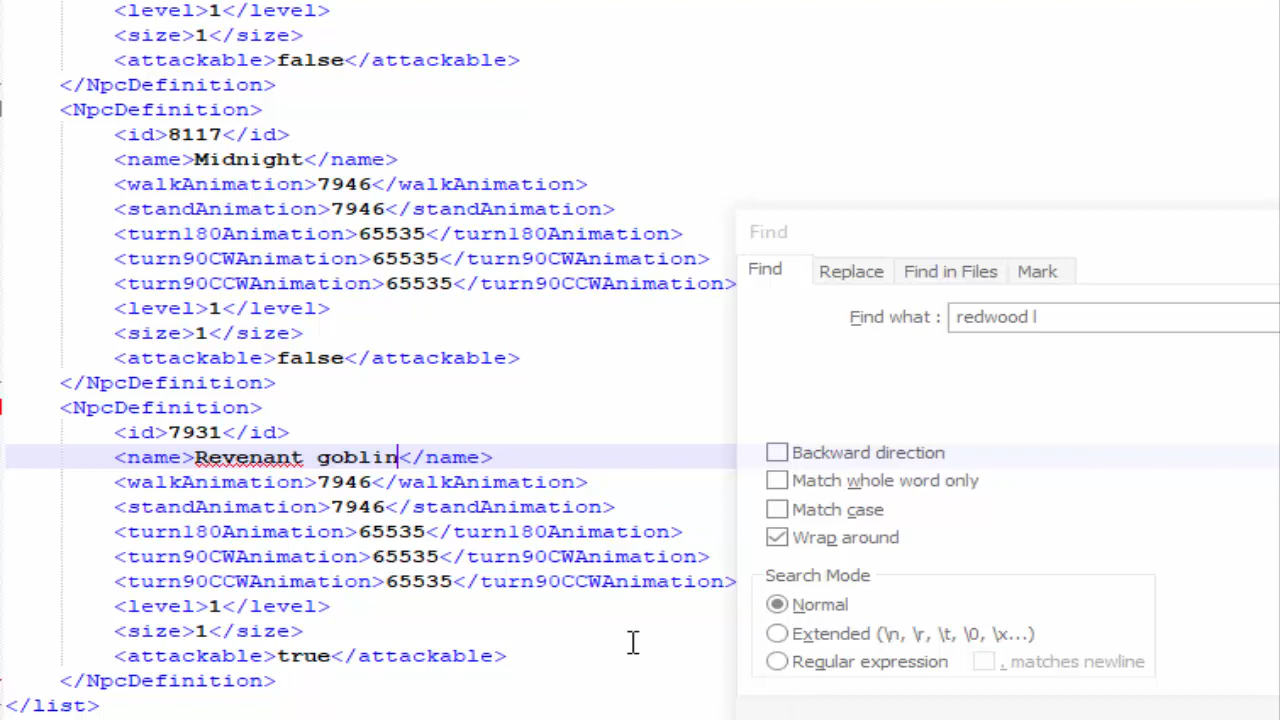 <level>1</level>
<size>1</size>
<attackable>false</attackable>
</NpcDefinition>
<NpcDefinition>
<id>8117</id>
<name>Midnight</name>
<walkAnimation>7946</walkAnimation>
<standAnimation>7946</standAnimation>
<turn180Animation>65535</turn180Animation>
<turn90CWAnimation>65535</turn90CWAnimation>
<turn90CCWAnimation>65535</turn90CCWAnimation>
<level>1</level>
<size>1</size>
<attackable>false</attackable>
</NpcDefinition>
<NpcDefinition>
<id>7931</id>
<name>Revenant goblin</name>
<walkAnimation>7946</walkAnimation>
<standAnimation>7946</standAnimation>
<turn180Animation>65535</turn180Animation>
<turn90CWAnimation>65535</turn90CWAnimation>
<turn90CCWAnimation>65535</turn90CCWAnimation>
<level>1</level>
<size>1</size>
<attackable>true</attackable>
</NpcDefinition>
</list>
Find
Find Replace Find in Files Mark
Find what : redwood l
Backward direction
Match whole word only
Match case
Wrap around
Search Mode
Normal
Extended (\n, \r, \t, \0, \x...)
Regular expression . matches newline